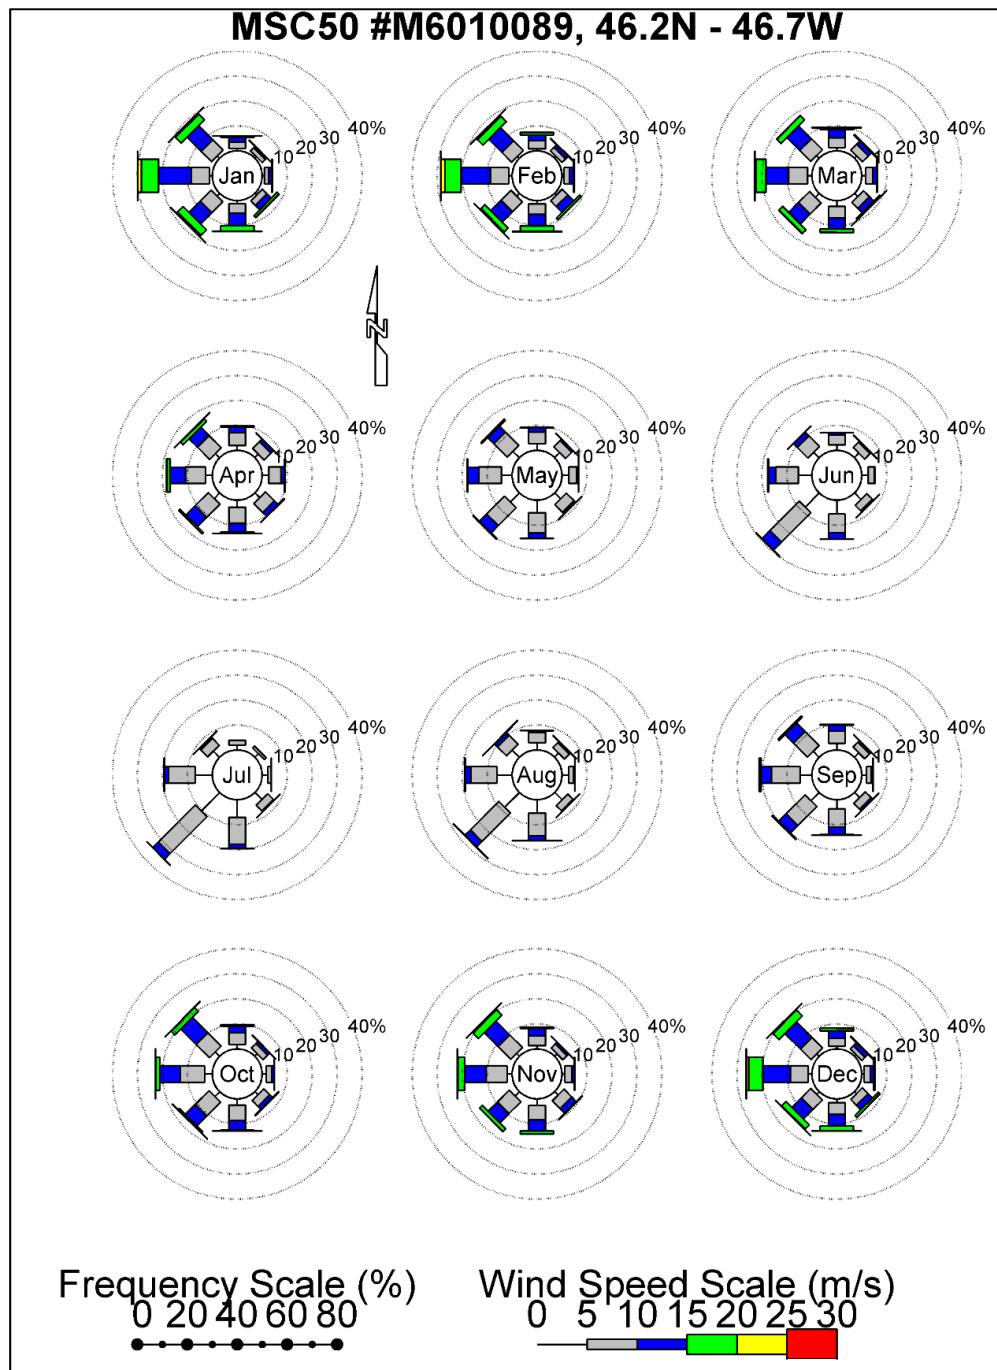 MSC50 #M6010089, 46.2N - 46.7W
Jan 10 20 30 40%
Feb 10 20 30 40%
Mar 10 20 30 40%
N
Apr 10 20 30 40%
May 10 20 30 40%
Jun 10 20 30 40%
Jul 10 20 30 40%
Aug 10 20 30 40%
Sep 10 20 30 40%
Oct 10 20 30 40%
Nov 10 20 30 40%
Dec 10 20 30 40%
Frequency Scale (%)
0 20 40 60 80
Wind Speed Scale (m/s)
0 5 10 15 20 25 30